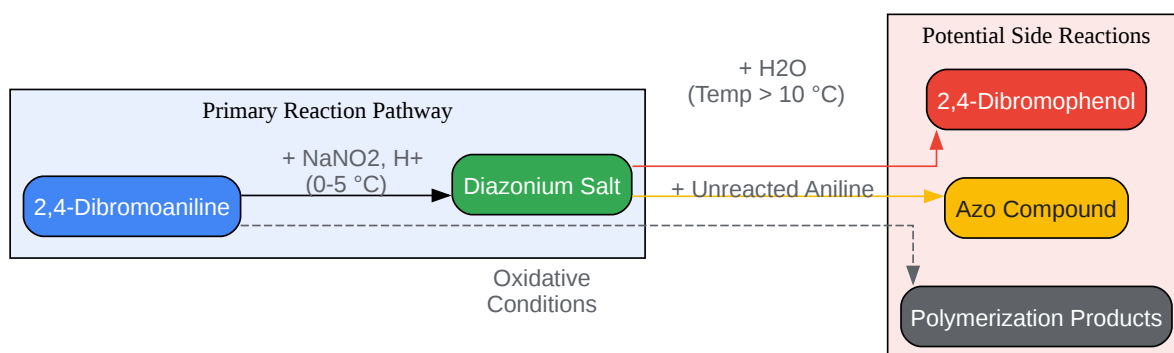 Potential Side Reactions
+ H2O
(Temp > 10 °C)
2,4-Dibromophenol
Primary Reaction Pathway
+ NaNO2, H+
(0-5 °C)
Diazonium Salt
+ Unreacted Aniline
2,4-Dibromoaniline
Azo Compound
Oxidative
Conditions
Polymerization Products